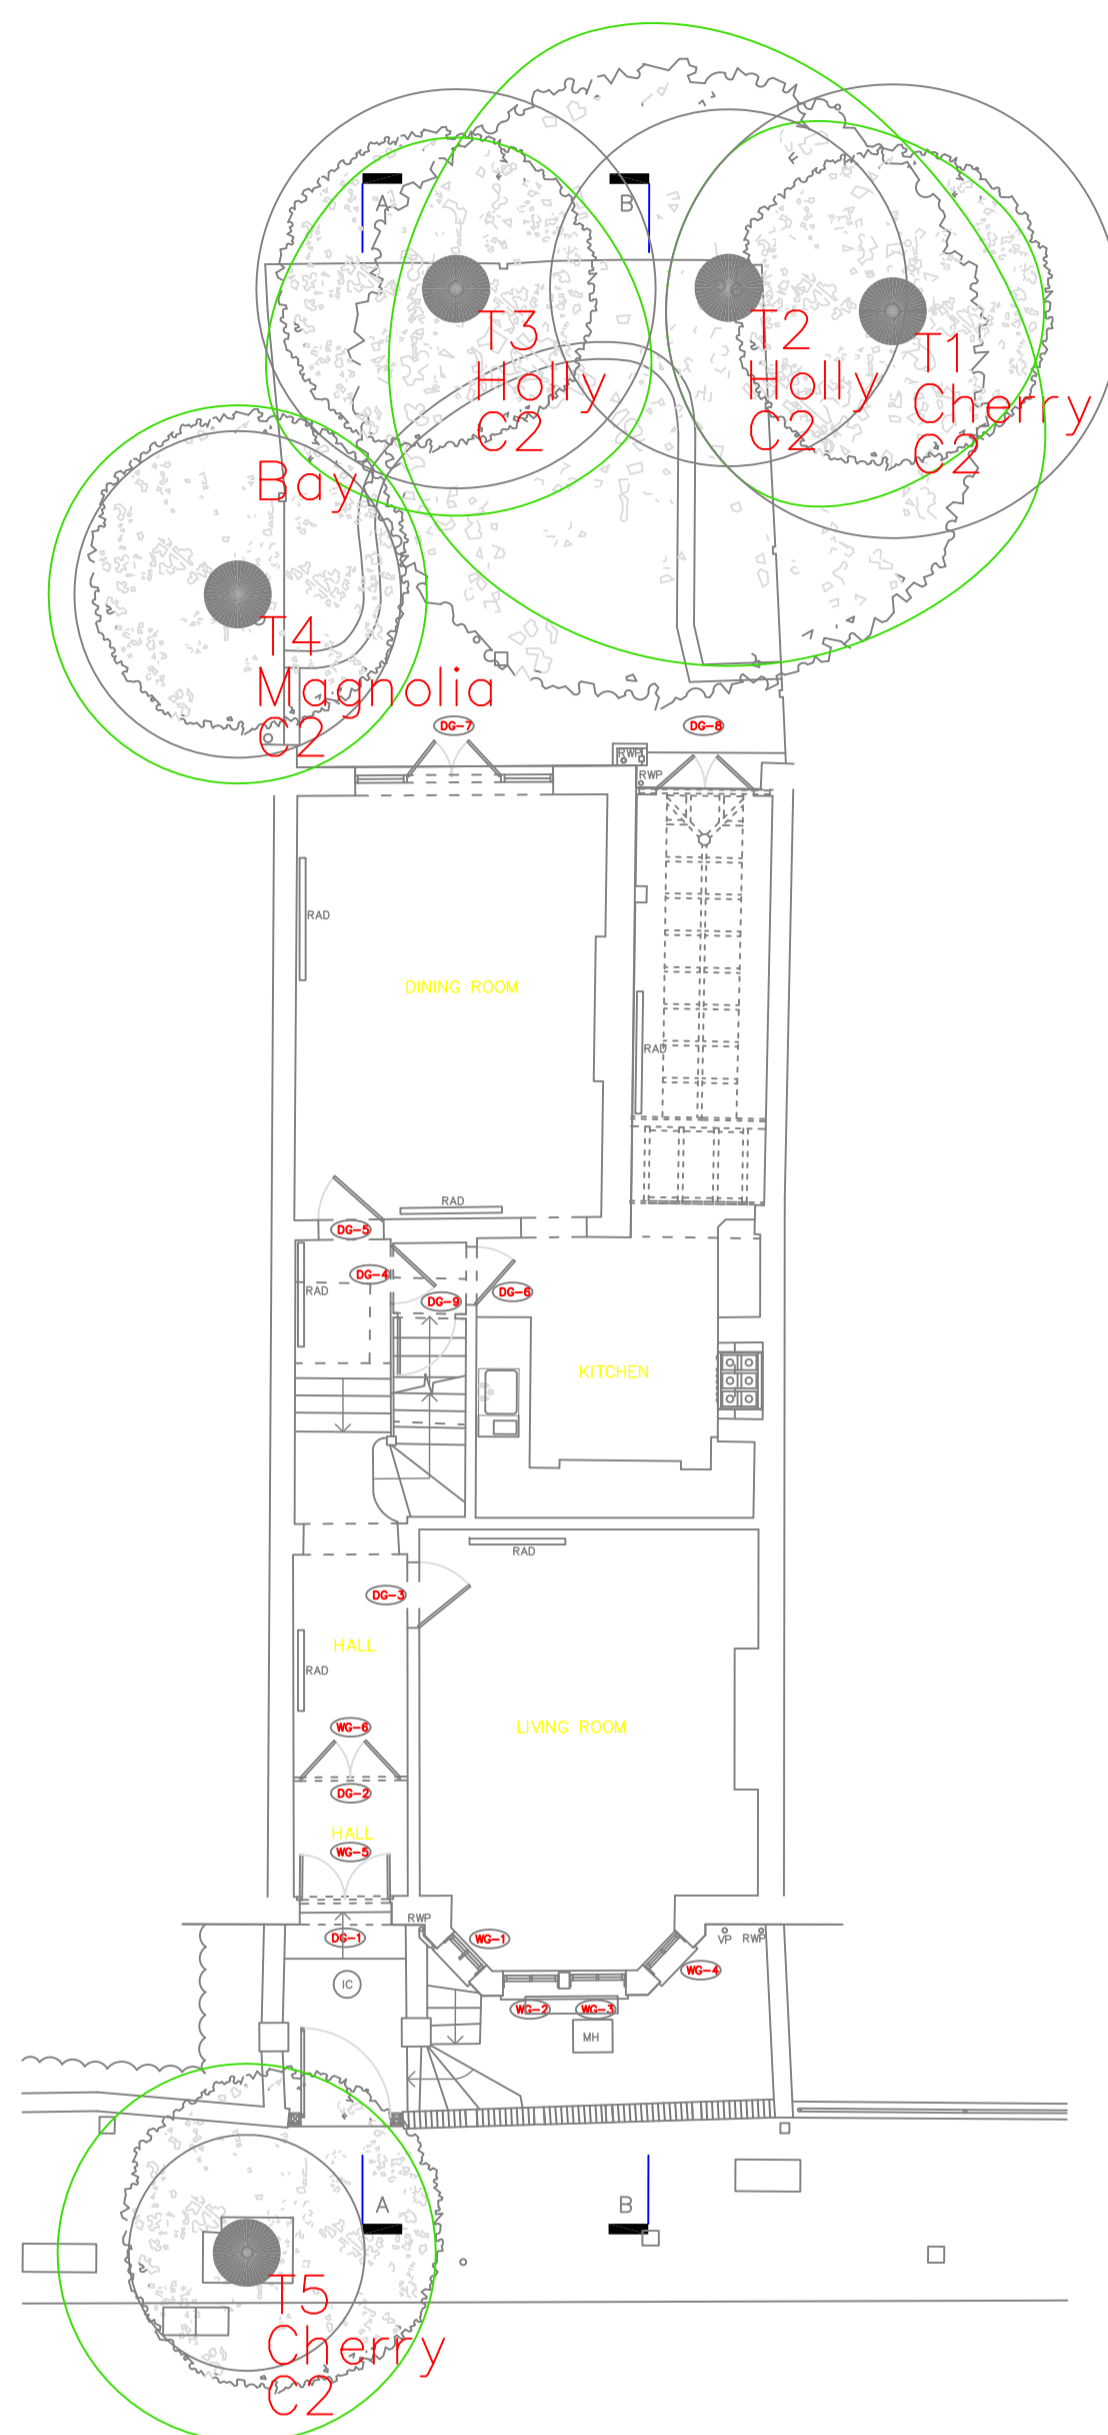 A
B
T3
Holly
C2
T2
Holly
C2
T1
Cherry
C2
Bay
T4
Magnolia
C2
DG-7
DG-8
RWP
RWP
RAD
DINING ROOM
RAD
RAD
DG-5
DG-4
RAD
DG-9
DG-6
KITCHEN
RAD
DG-3
HALL
RAD
WG-6
LIVING ROOM
DG-2
HALL
WG-5
RWP
DG-1
WG-1
VP
RWP
WG-4
IC
WG-2
WG-3
MH
A
B
T5
Cherry
C2